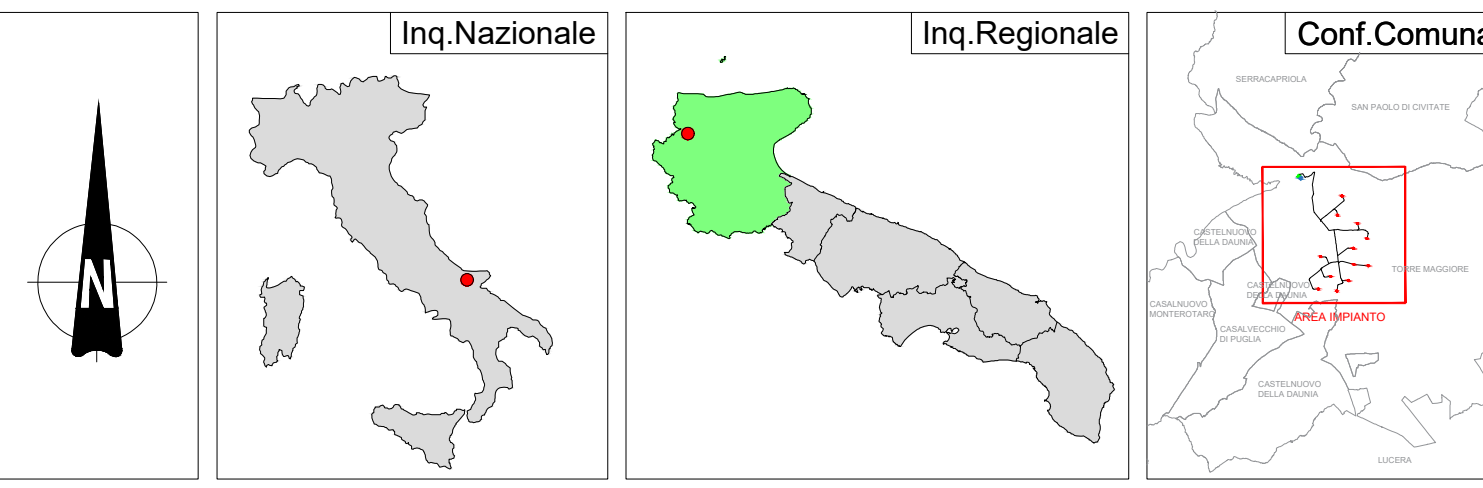 N
Inq.Nazionale
Inq.Regionale
Conf.Comuna
SERRACAPRIOLA
SAN PAOLO DI CIVITATE
CASTELNUOVO
DELLA DAUNIA
TORRE MAGGIORE
CASTELNUOVO
DELLA DAUNIA
CASALNUOVO
MONTEROTARO
AREA IMPIANTO
CASALVECCHIO
DI PUGLIA
CASTELNUOVO
DELLA DAUNIA
LUCERA